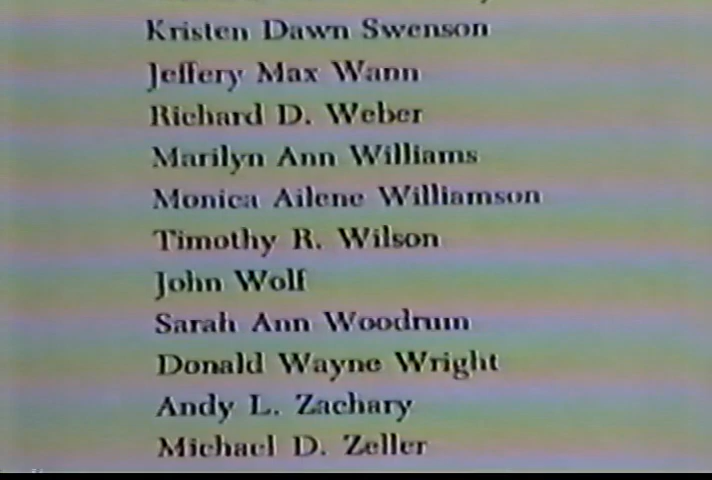 Kristen Dawn Swenson
Jeffery Max Wann
Richard D. Weber
Marilyn Ann Williams
Monica Ailene Williamson
Timothy R. Wilson
John Wolf
Sarah Ann Woodrum
Donald Wayne Wright
Andy L. Zachary
Michael D. Zeller